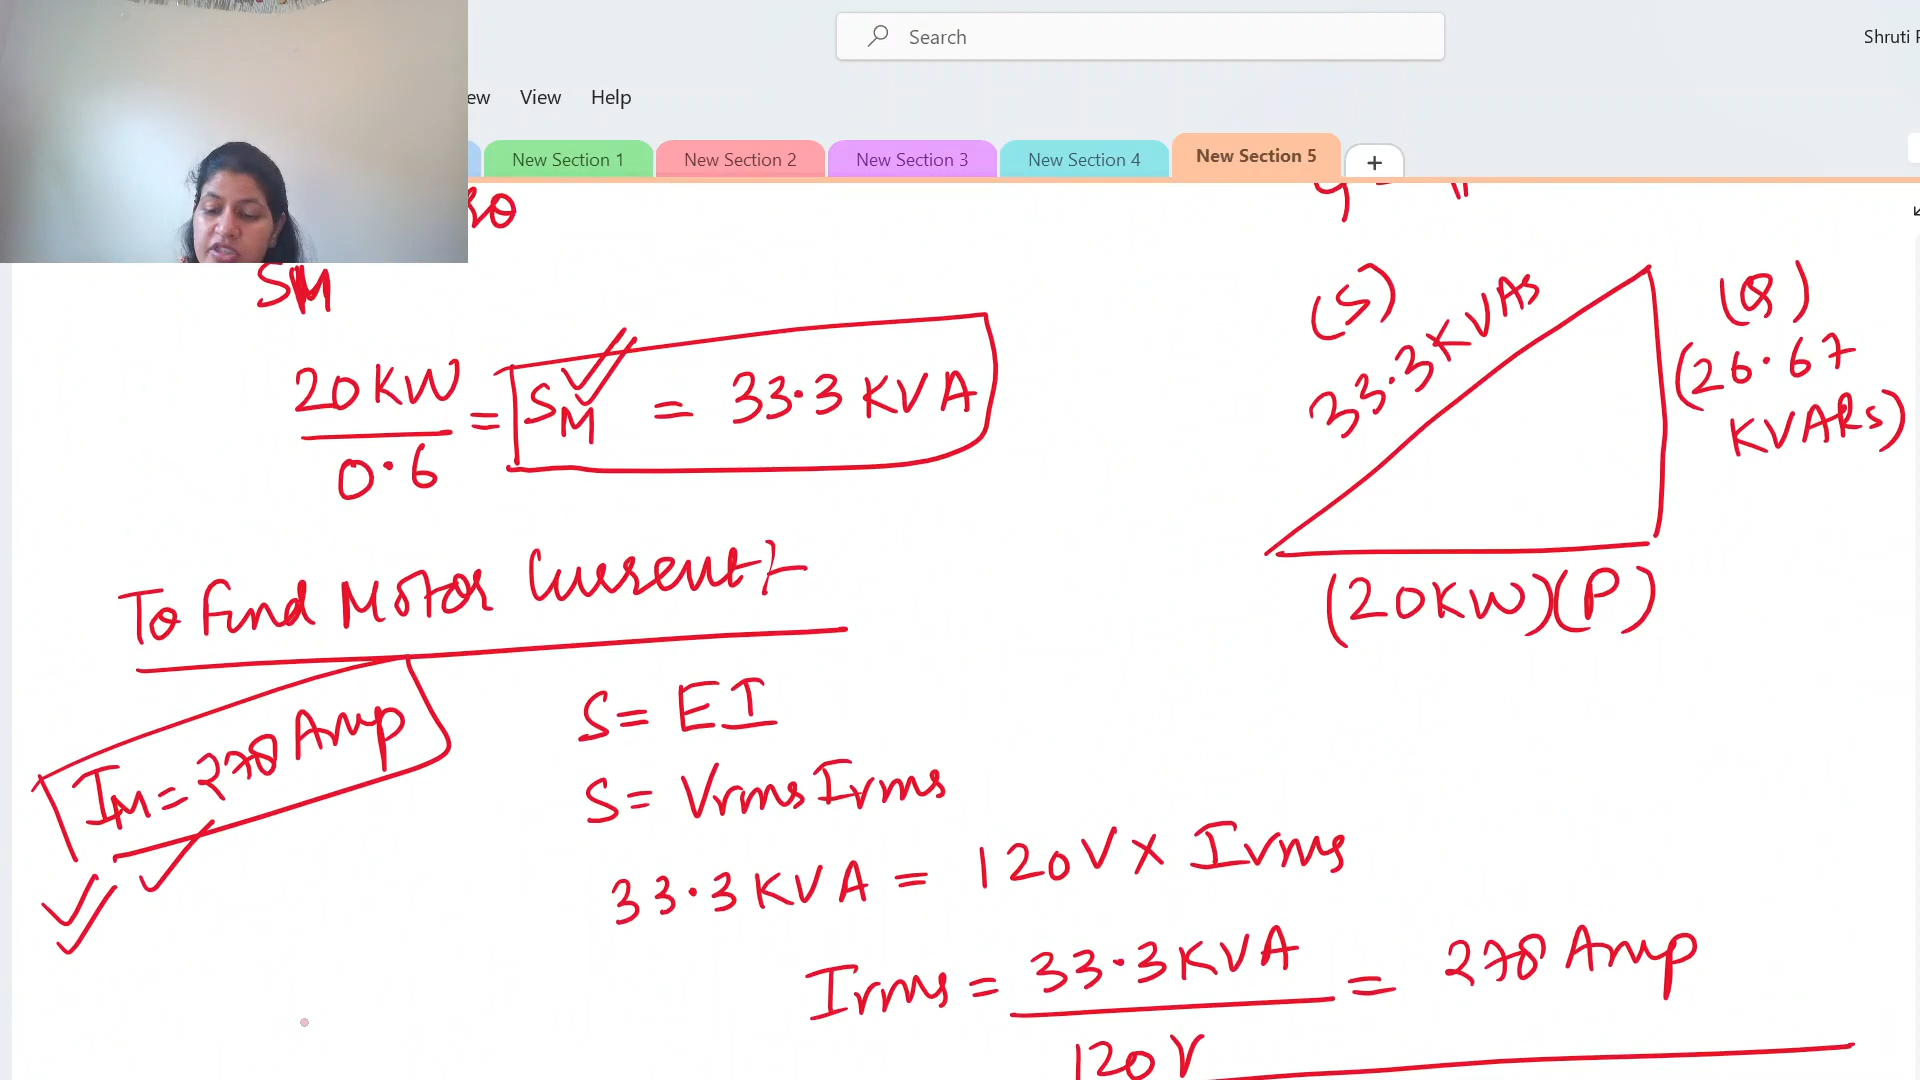 Search
Shruti
ew View Help
New Section 1 New Section 2 New Section 3 New Section 4 New Section 5 +
SM
20 KW
0.6
= SM = 33.3 KVA
(S)
33.3 KVAs
(Q)
(26.67
KVARs)
(20KW)(P)
To Find Motor Current:-
IM = 278 Amp
S = EI
S = Vrms Irms
33.3 KVA = 120V X Irms
Irms = 33.3 KVA = 278 Amp
120 V